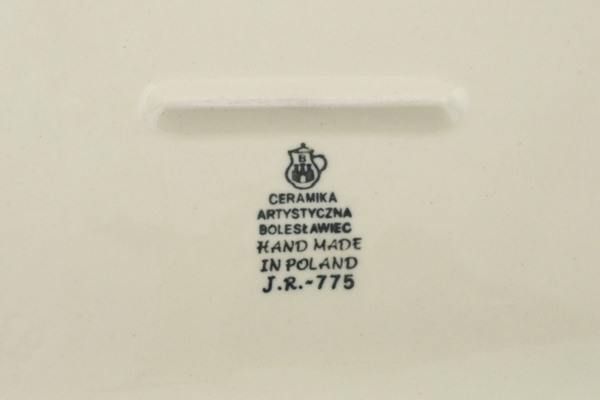 B
CERAMIKA
ARTYSTYCZNA
BOLESŁAWIEC
HAND MADE
IN POLAND
J.R.-775